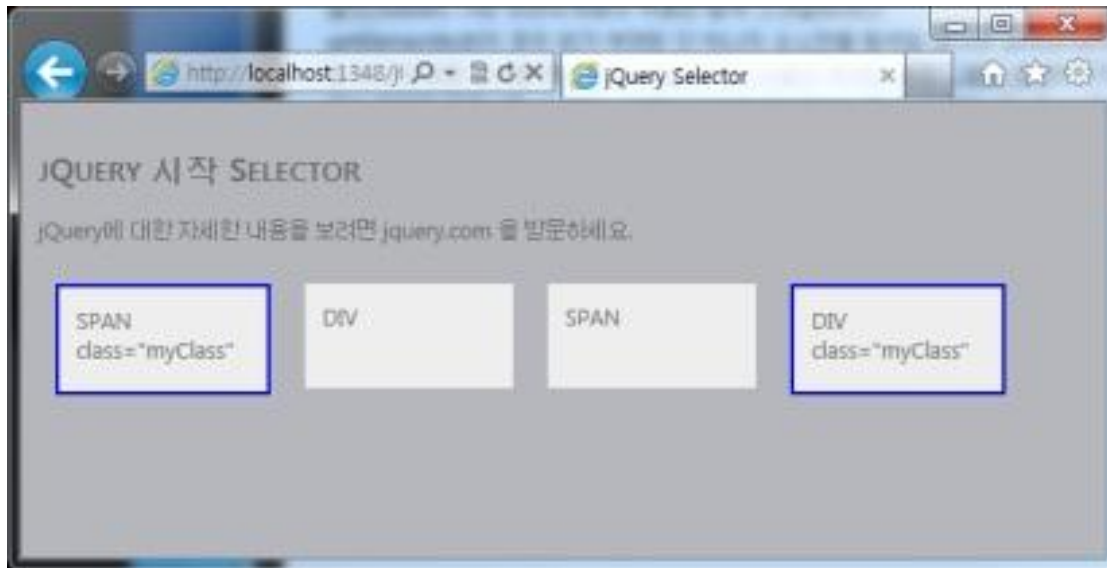 http://localhost:1348/jl
jQuery Selector
JQUERY 시작 SELECTOR
jQuery에 대한 자세한 내용을 보려면 jquery.com 을 방문하세요.
SPAN
class="myClass"
DIV
SPAN
DIV
class="myClass"